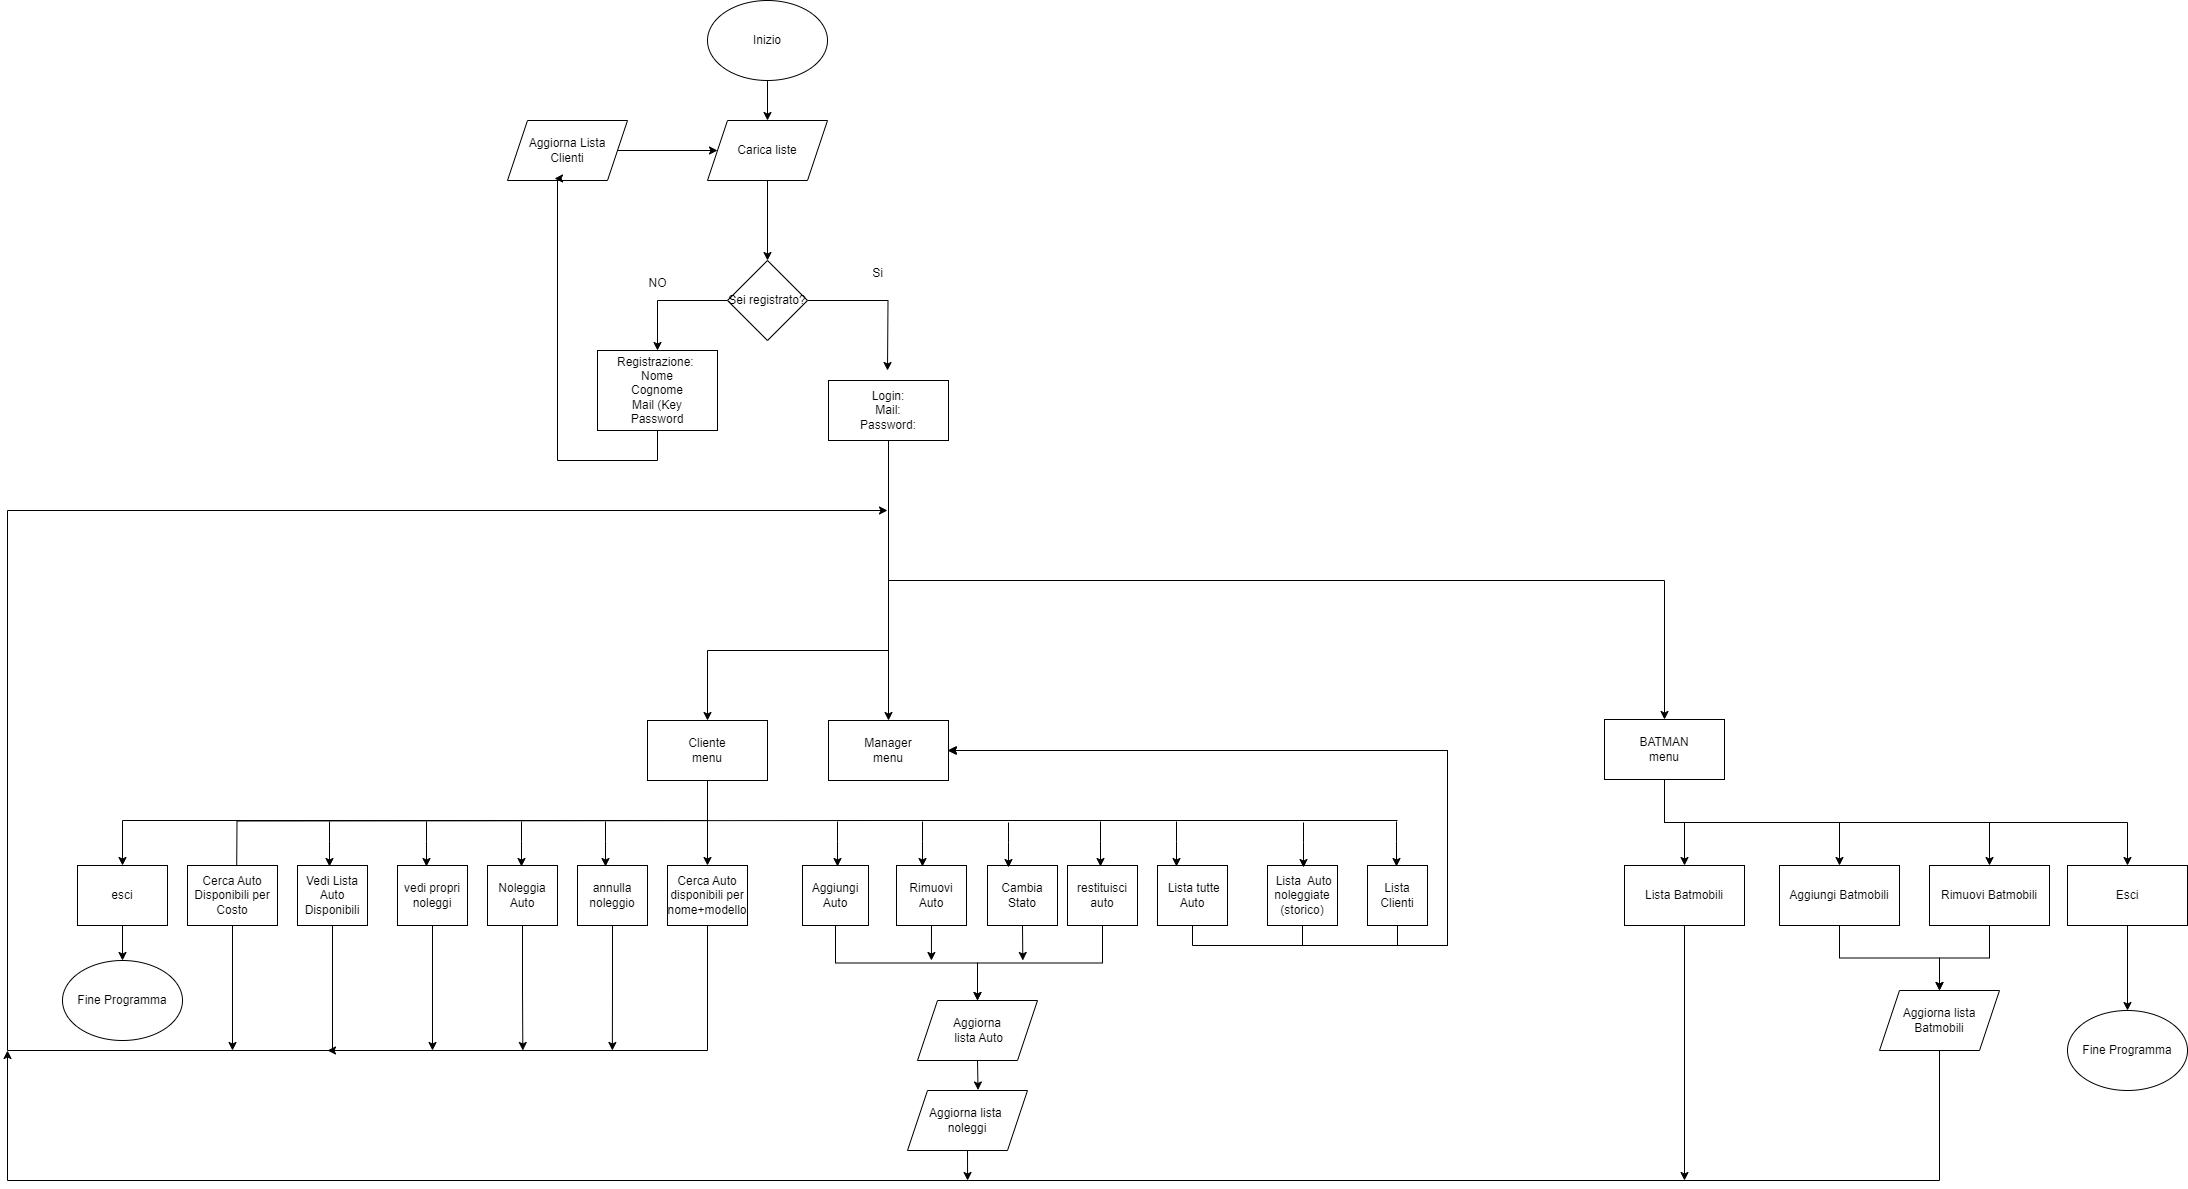 Inizio
Aggiorna Lista
Clienti
Carica liste
NO
Si
Sei registrato?
Registrazione:
Nome
Cognome
Mail (Key
Password
Login:
Mail:
Password:
Cliente
menu
Manager
menu
BATMAN
menu
esci
Cerca Auto
Disponibili per
Costo
Vedi Lista
Auto
Disponibili
vedi propri
noleggi
Noleggia
Auto
annulla
noleggio
Cerca Auto
disponibili per
nome+modello
Aggiungi
Auto
Rimuovi
Auto
Cambia
Stato
restituisci
auto
Lista tutte
Auto
Lista Auto
noleggiate
(storico)
Lista
Clienti
Lista Batmobili
Aggiungi Batmobili
Rimuovi Batmobili
Esci
Fine Programma
Aggiorna
lista Auto
Aggiorna lista
Batmobili
Fine Programma
Aggiorna lista
noleggi